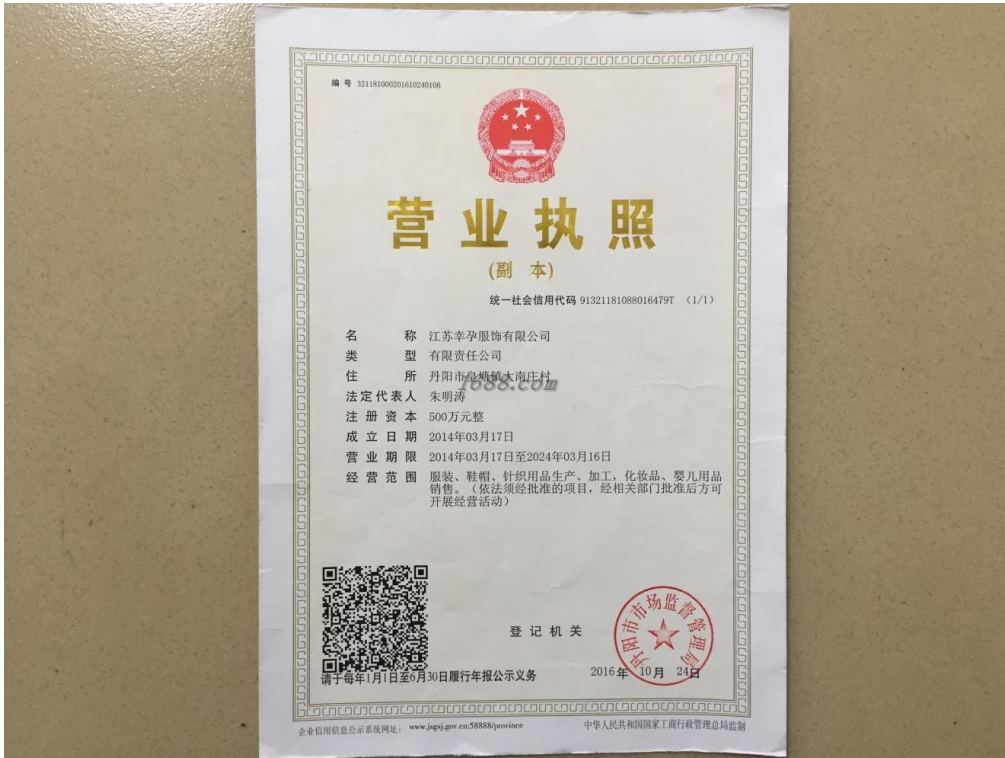 编 号 321181000201610240106
营业执照
(副 本)
统一社会信用代码 91321181088016479T （1/1）
名 称 江苏幸孕服饰有限公司
类 型 有限责任公司
住 所 丹阳市皇塘镇大南庄村
1688.com
法定代表人 朱明涛
注 册 资 本 500万元整
成 立 日 期 2014年03月17日
营 业 期 限 2014年03月17日至2024年03月16日
经 营 范 围 服装、鞋帽、针织用品生产、加工，化妆品、婴儿用品
销售。（依法须经批准的项目，经相关部门批准后方可
开展经营活动）
登 记 机 关
丹阳市市场监督管理局
2016年 10月 24日
请于每年1月1日至6月30日履行年报公示义务
企业信用信息公示系统网址： www.jsgsj.gov.cn:58888/province
中华人民共和国国家工商行政管理总局监制